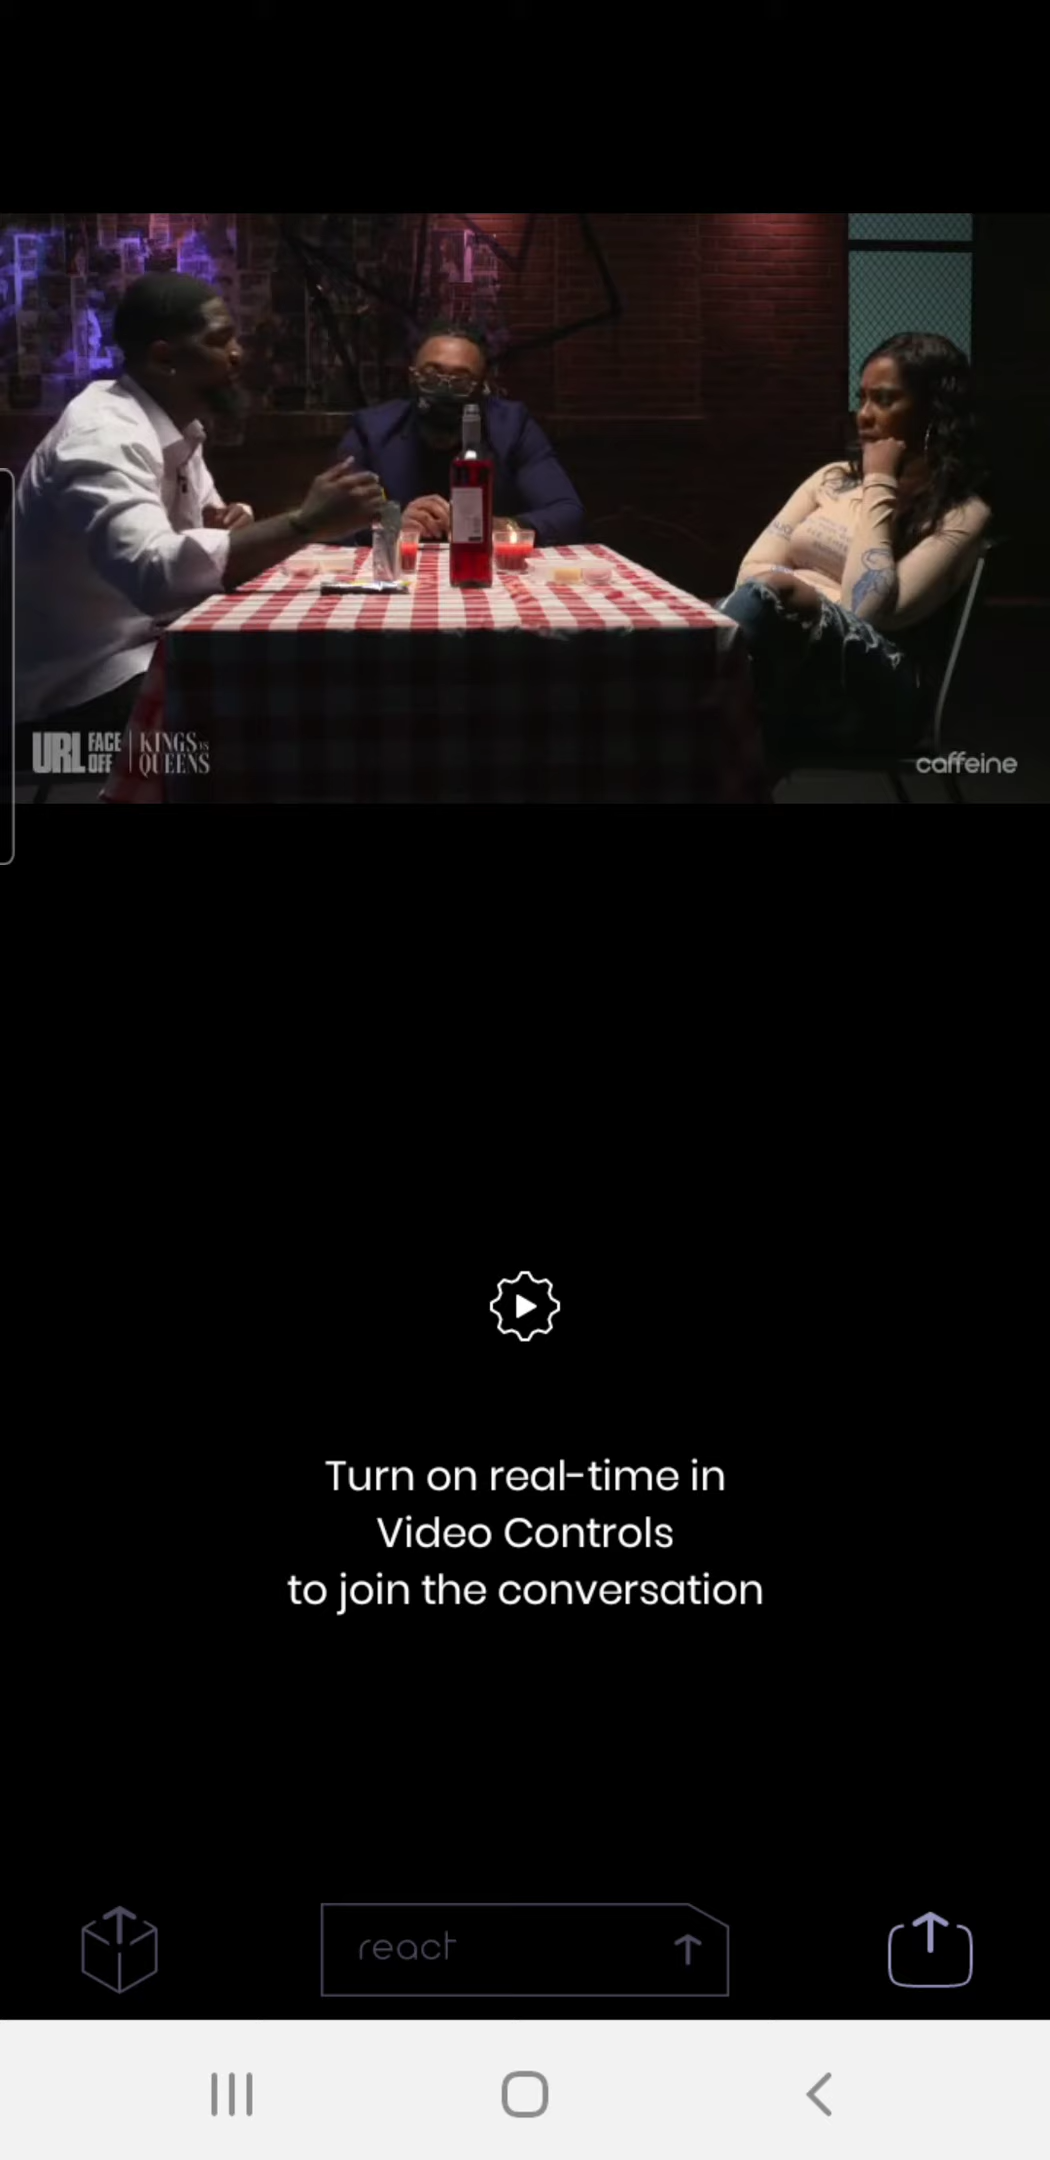 URL FACE OFF | KINGS VS QUEENS
caffeine
Turn on real-time in
Video Controls
to join the conversation
react